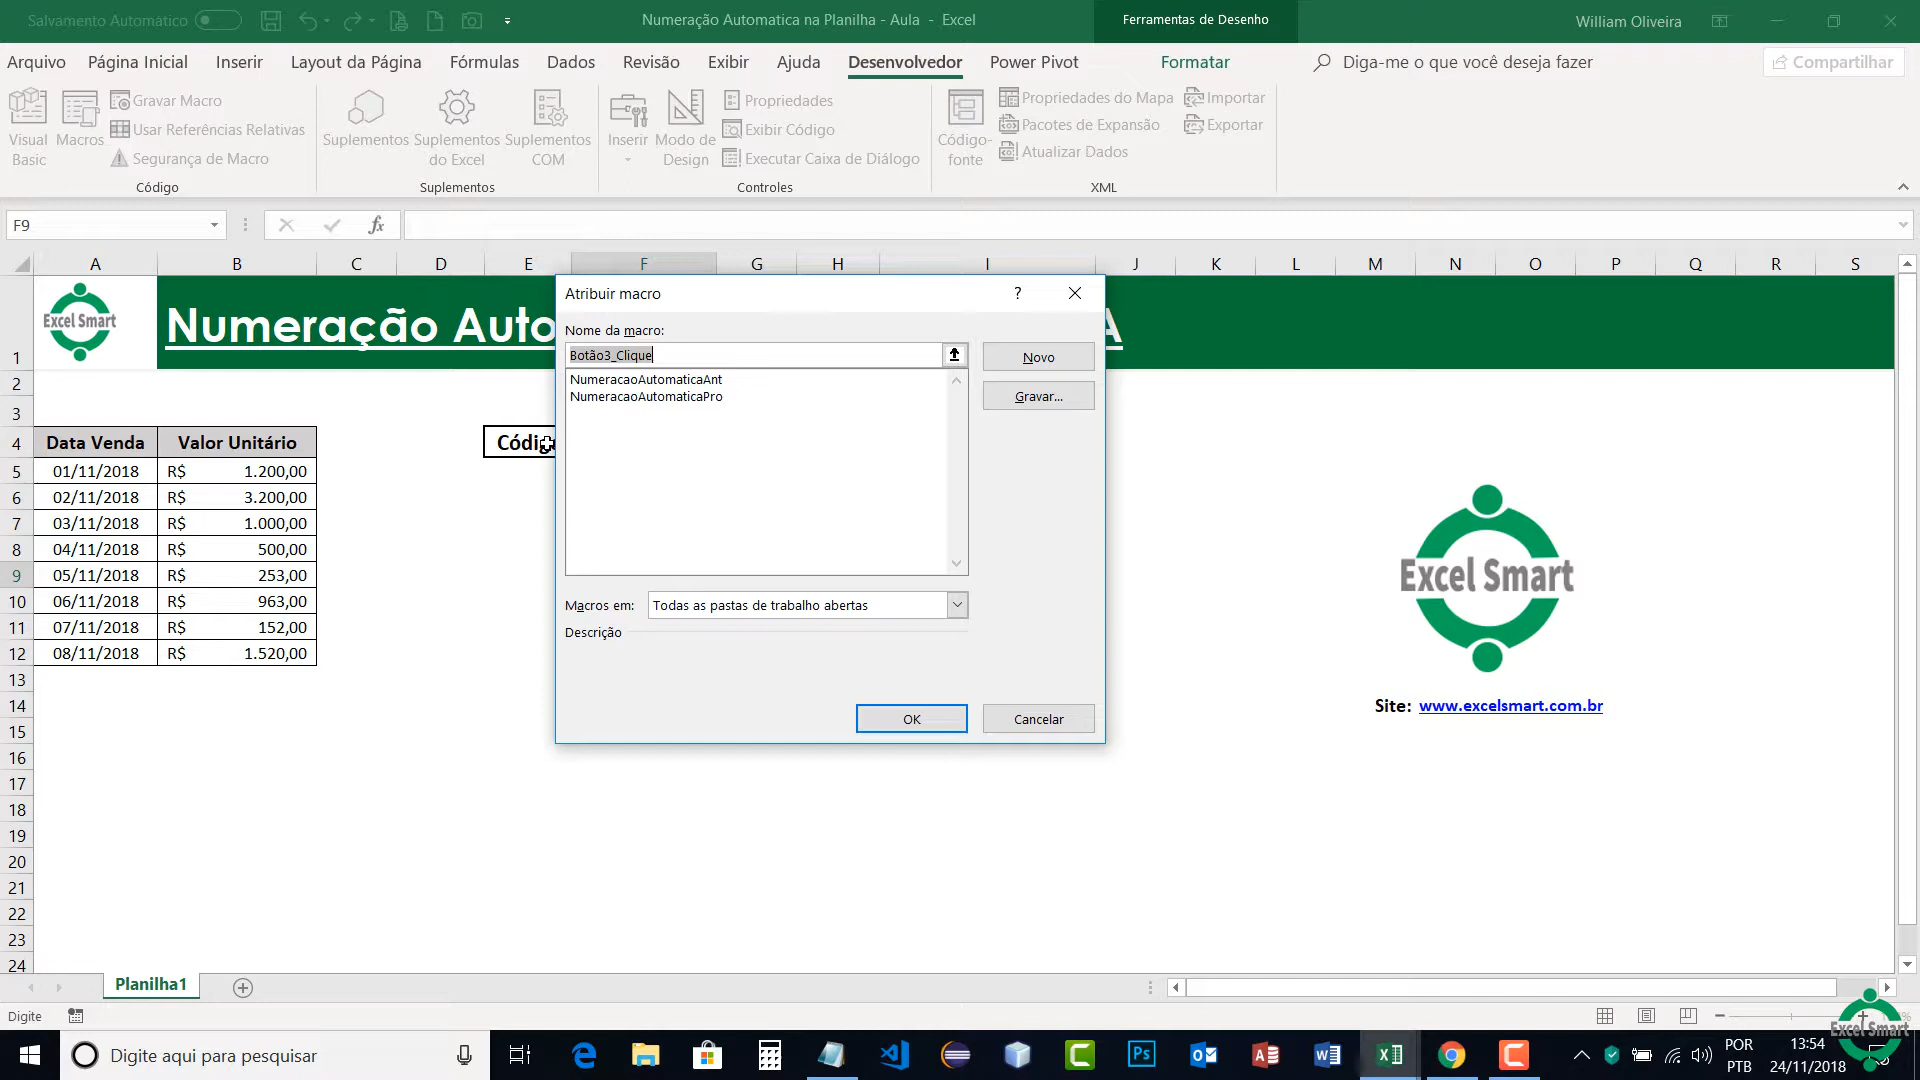 Salvamento Automático
Numeração Automatica na Planilha - Aula - Excel
Ferramentas de Desenho
William Oliveira
Arquivo Página Inicial Inserir Layout da Página Fórmulas Dados Revisão Exibir Ajuda Desenvolvedor Power Pivot Formatar Diga-me o que você deseja fazer Compartilhar
Visual Basic
Macros
Gravar Macro
Usar Referências Relativas
Segurança de Macro
Código
Suplementos
Suplementos do Excel
Suplementos COM
Suplementos
Inserir
Modo de Design
Propriedades
Exibir Código
Executar Caixa de Diálogo
Controles
Código-fonte
Propriedades do Mapa
Pacotes de Expansão
Atualizar Dados
Importar
Exportar
XML
F9
fx
A B C D E F G H I J K L M N O P Q R S
Excel Smart
Numeração Auto
A
1
2
3
4 Data Venda Valor Unitário
5 01/11/2018 R$ 1.200,00
6 02/11/2018 R$ 3.200,00
7 03/11/2018 R$ 1.000,00
8 04/11/2018 R$ 500,00
9 05/11/2018 R$ 253,00
10 06/11/2018 R$ 963,00
11 07/11/2018 R$ 152,00
12 08/11/2018 R$ 1.520,00
13
14
15
16
17
18
19
20
21
22
23
24
Atribuir macro
?
Nome da macro:
Botão3_Clique
NumeracaoAutomaticaAnt
NumeracaoAutomaticaPro
Novo
Gravar...
Macros em: Todas as pastas de trabalho abertas
Descrição
OK
Cancelar
Excel Smart
Site: www.excelsmart.com.br
Planilha1
Digite
Excel Smart
Digite aqui para pesquisar
Ps
POR
PTB
13:54
24/11/2018